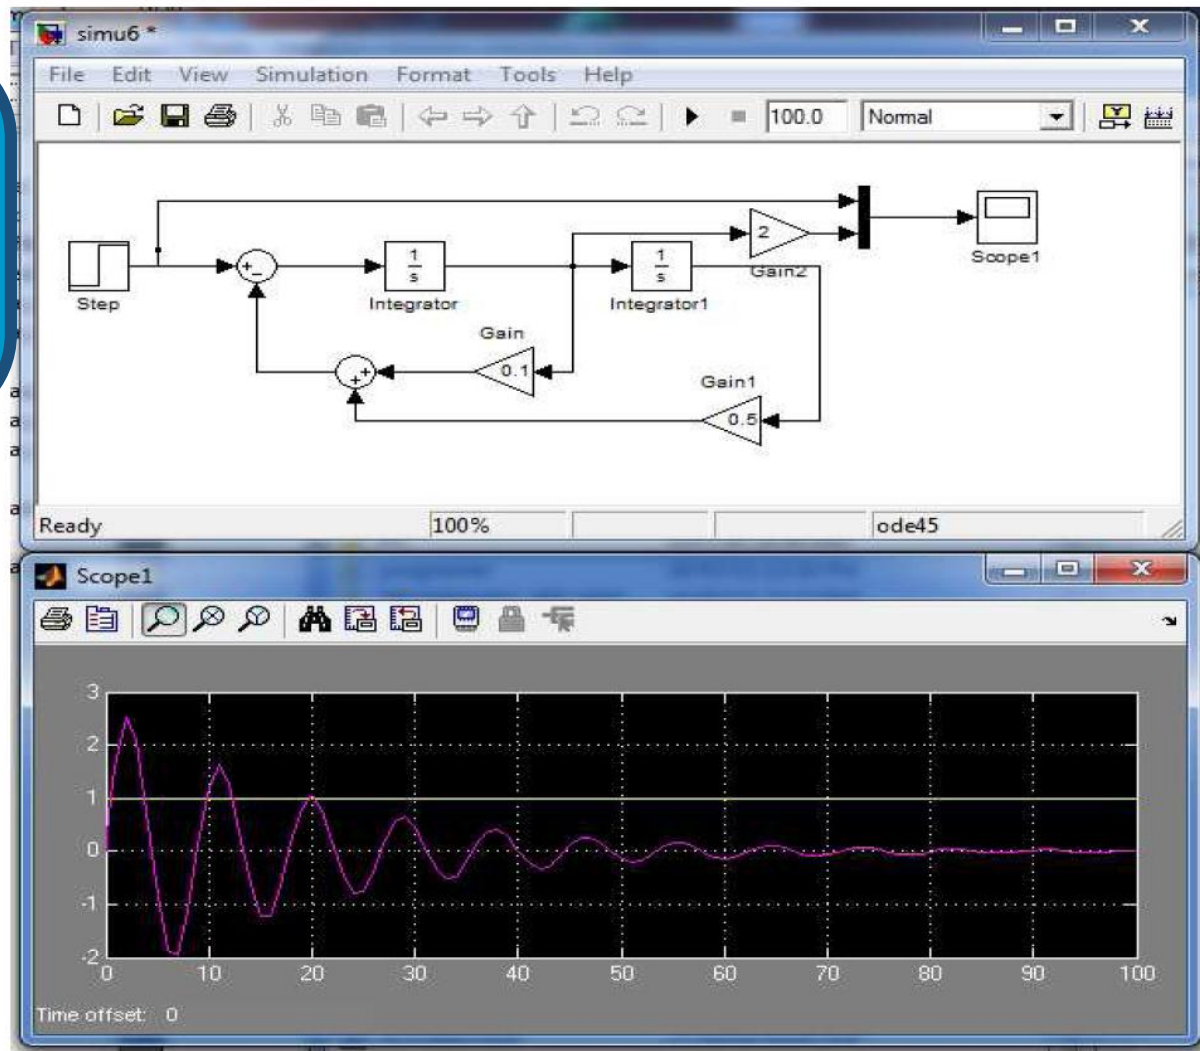 simu6 *
File Edit View Simulation Format Tools Help
100.0 Normal
Step
+
-
1
s
Integrator
1
s
Integrator1
2
Gain2
Scope1
Gain
0.1
+
+
Gain1
0.5
Ready 100% ode45
Scope1
3
2
1
0
-1
-2
0 10 20 30 40 50 60 70 80 90 100
Time offset: 0